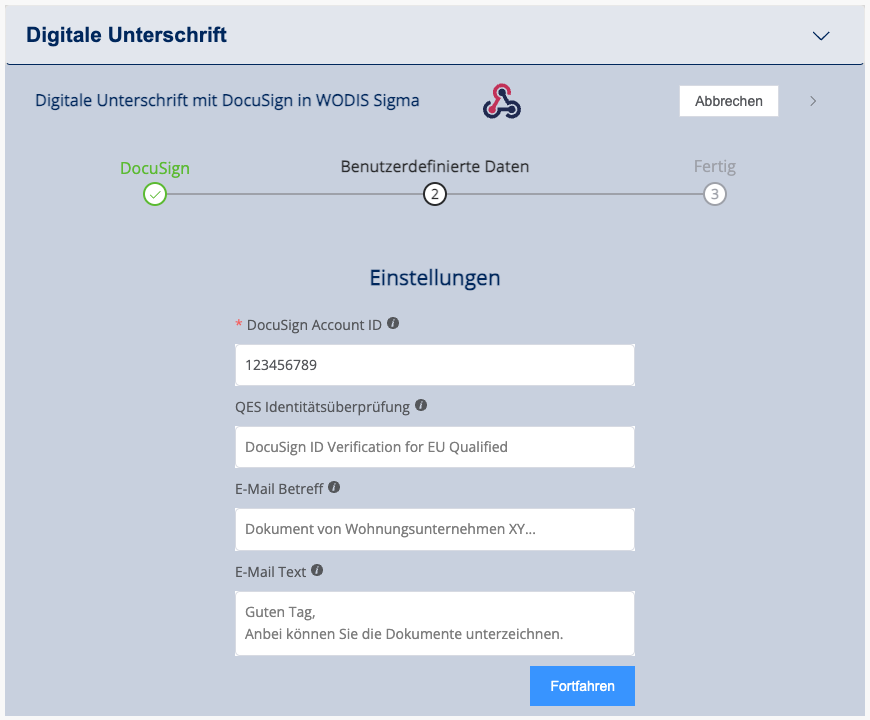 Digitale Unterschrift
Digitale Unterschrift mit DocuSign in WODIS Sigma
Abbrechen
DocuSign
Benutzerdefinierte Daten
Fertig
2
3
Einstellungen
* DocuSign Account ID
123456789
QES Identitätsüberprüfung
DocuSign ID Verification for EU Qualified
E-Mail Betreff
Dokument von Wohnungsunternehmen XY...
E-Mail Text
Guten Tag,
Anbei können Sie die Dokumente unterzeichnen.
Fortfahren